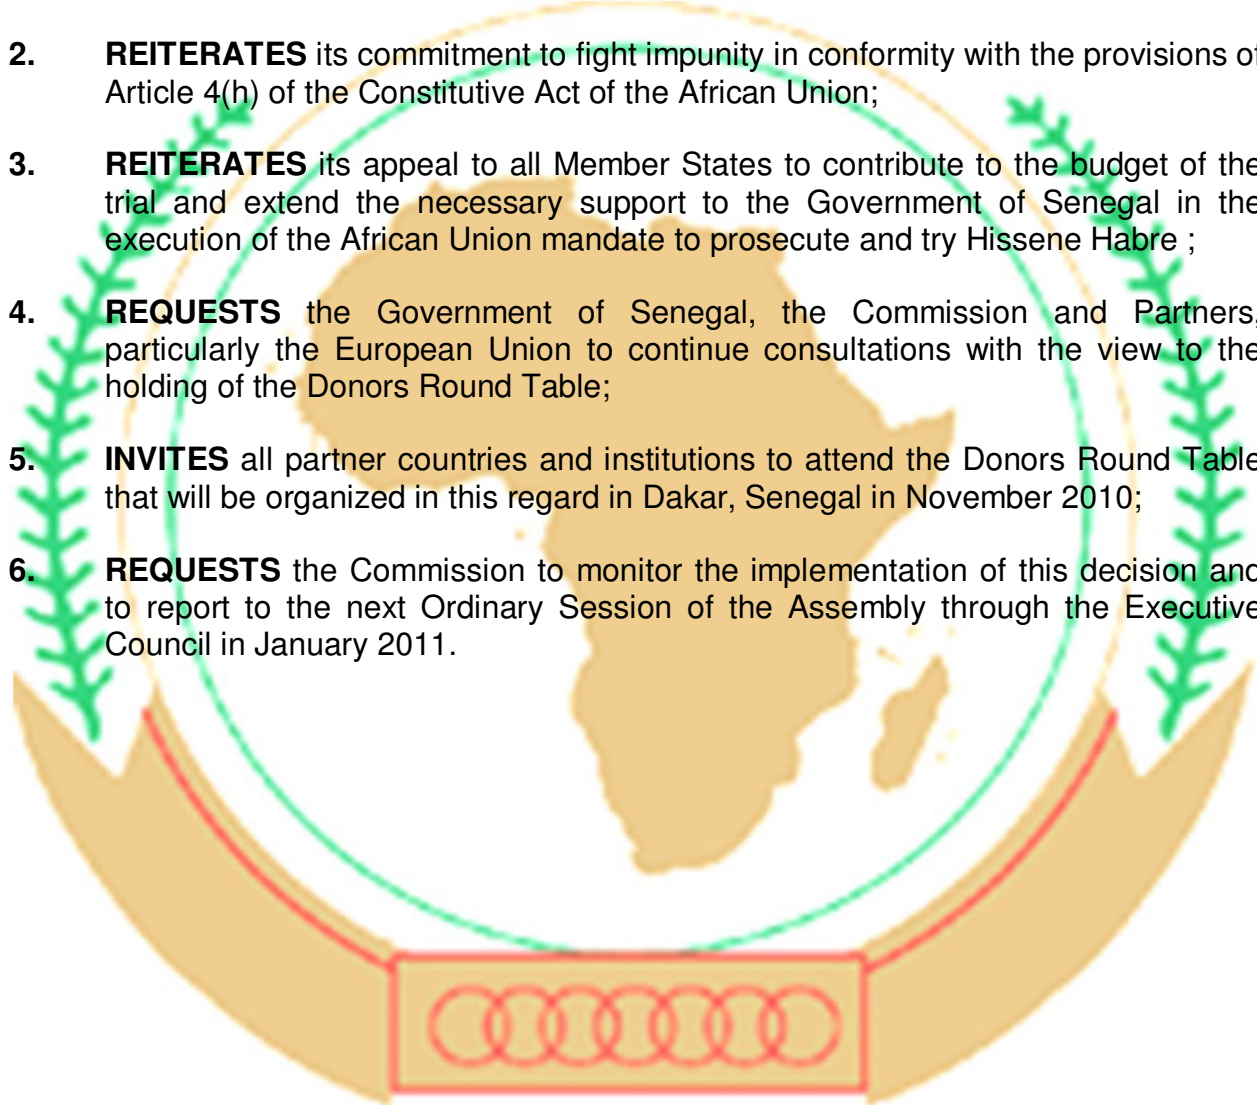 2. REITERATES its commitment to fight impunity in conformity with the provisions of
Article 4(h) of the Constitutive Act of the African Union;
3. REITERATES its appeal to all Member States to contribute to the budget of the
trial and extend the necessary support to the Government of Senegal in the
execution of the African Union mandate to prosecute and try Hissene Habre ;
4. REQUESTS the Government of Senegal, the Commission and Partners,
particularly the European Union to continue consultations with the view to the
holding of the Donors Round Table;
5. INVITES all partner countries and institutions to attend the Donors Round Table
that will be organized in this regard in Dakar, Senegal in November 2010;
6. REQUESTS the Commission to monitor the implementation of this decision and
to report to the next Ordinary Session of the Assembly through the Executive
Council in January 2011.